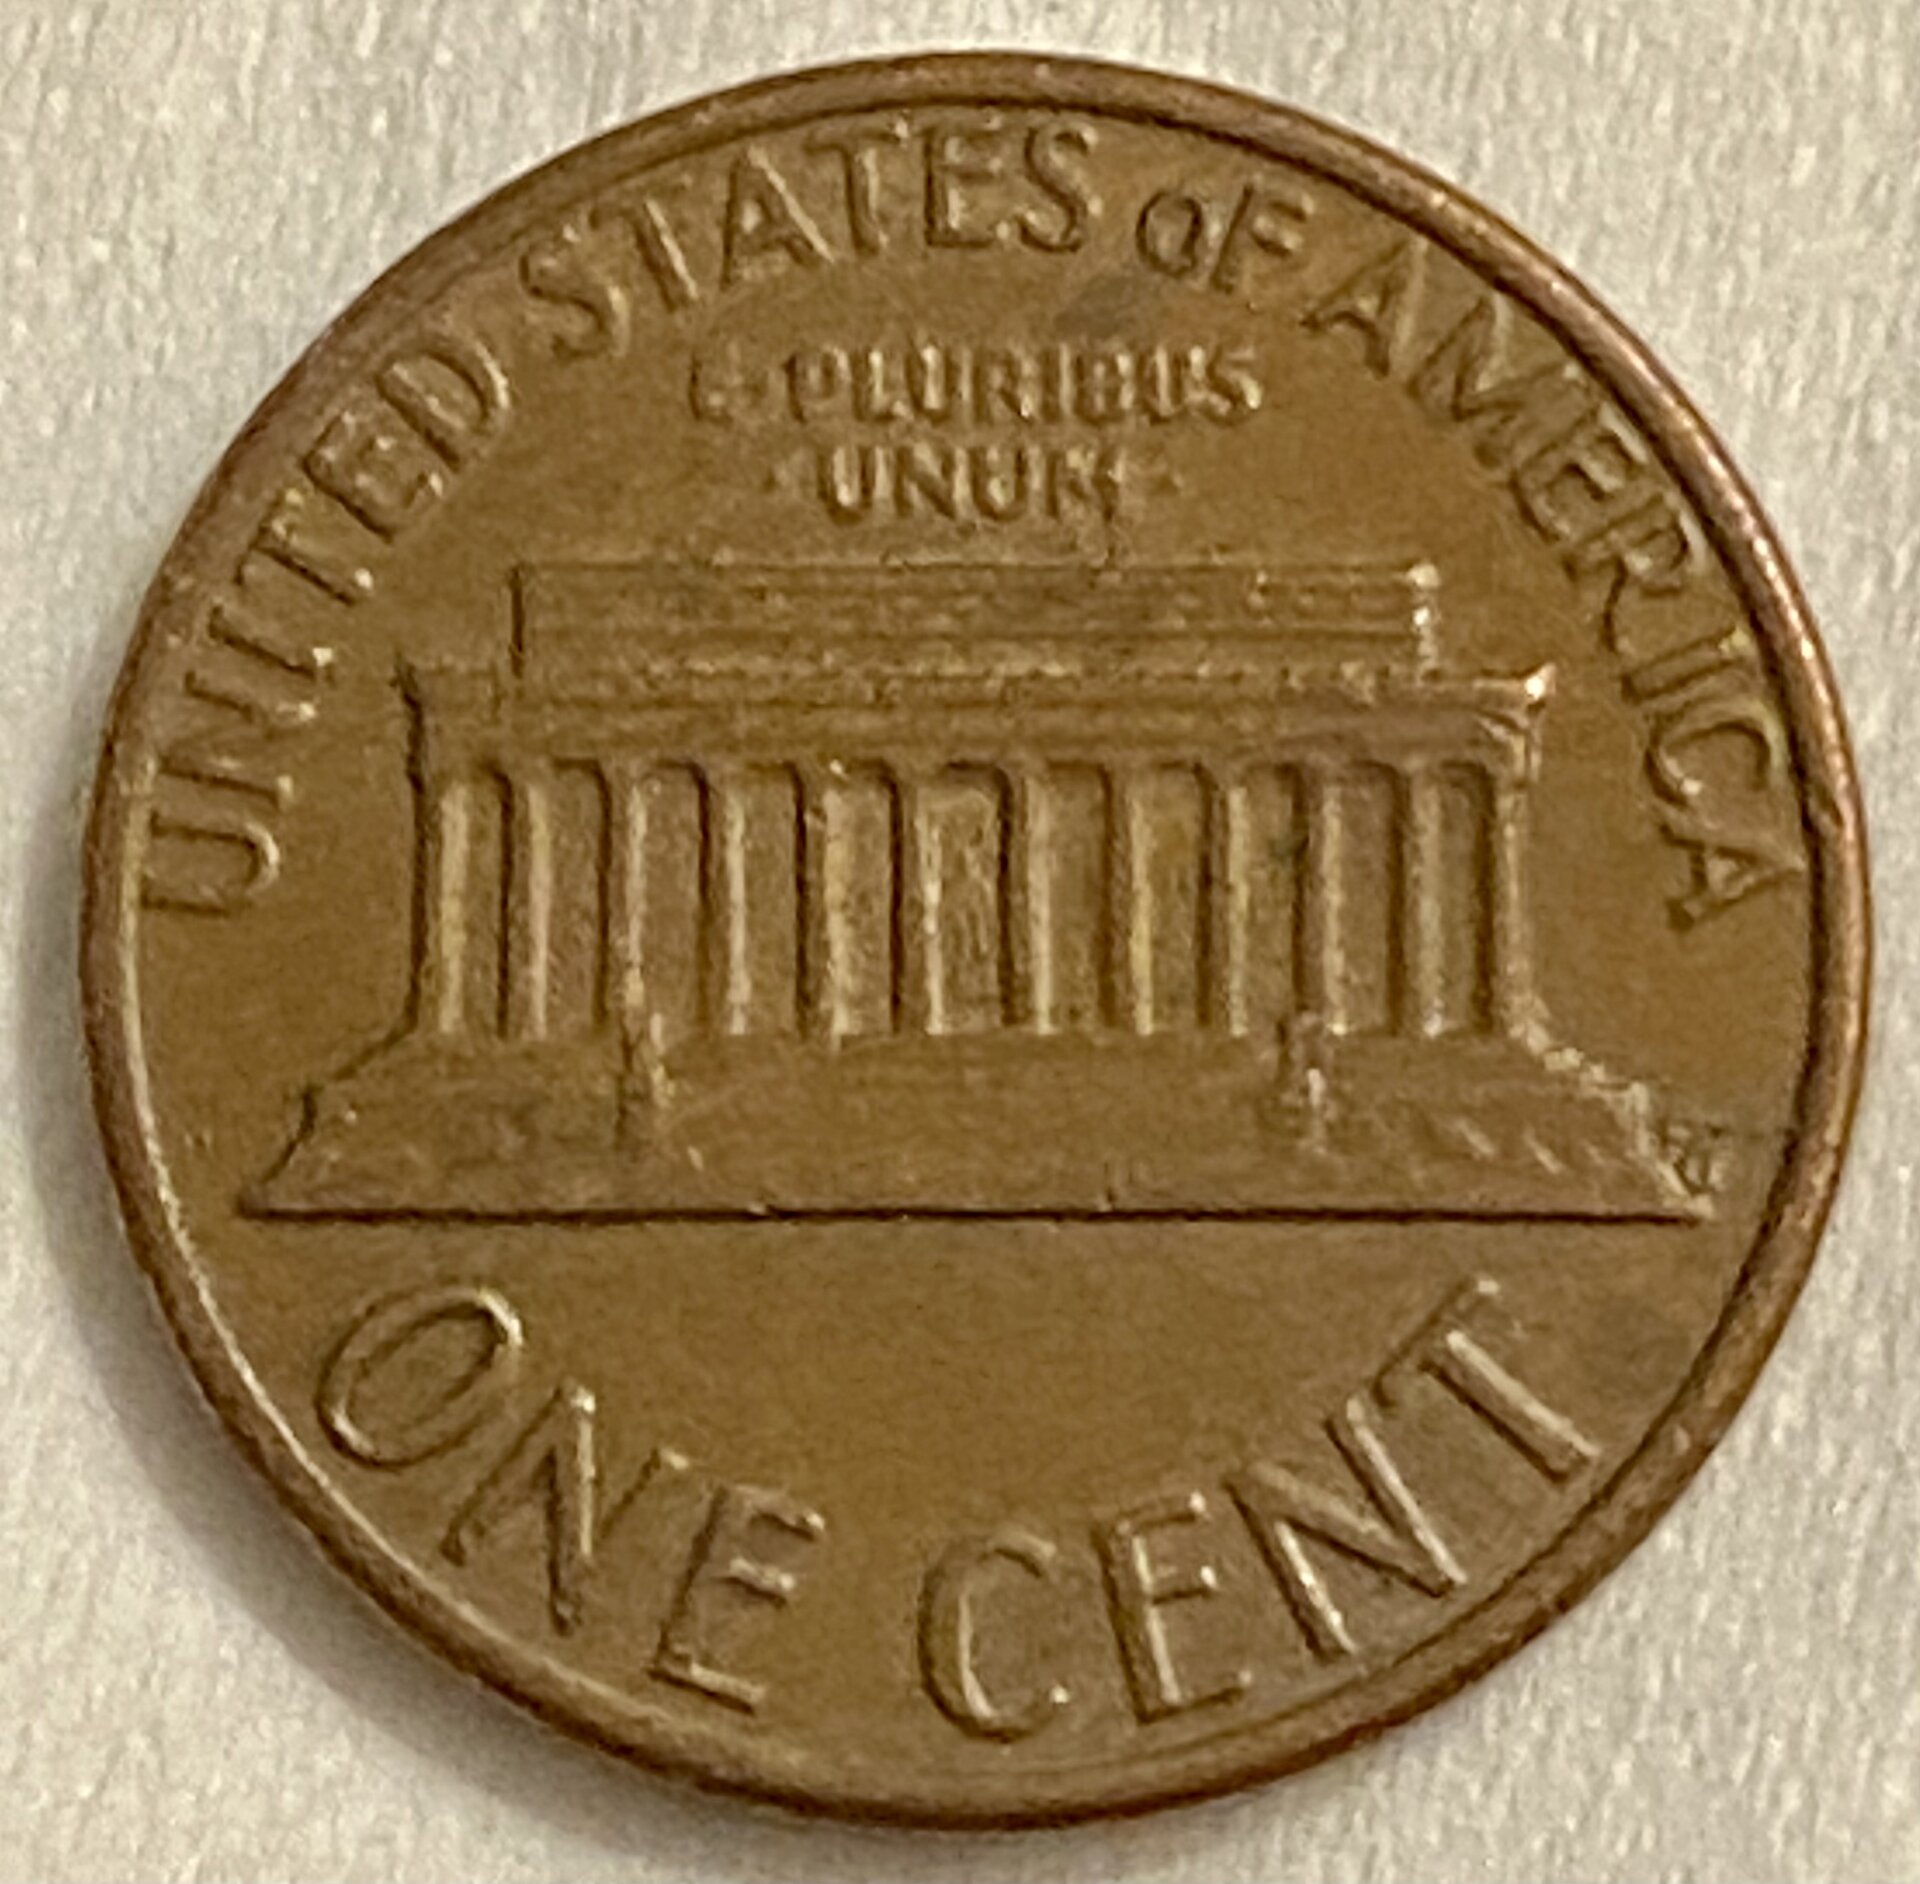 UNITED STATES OF AMERICA
E PLURIBUS
·UNUM·
ONE CENT